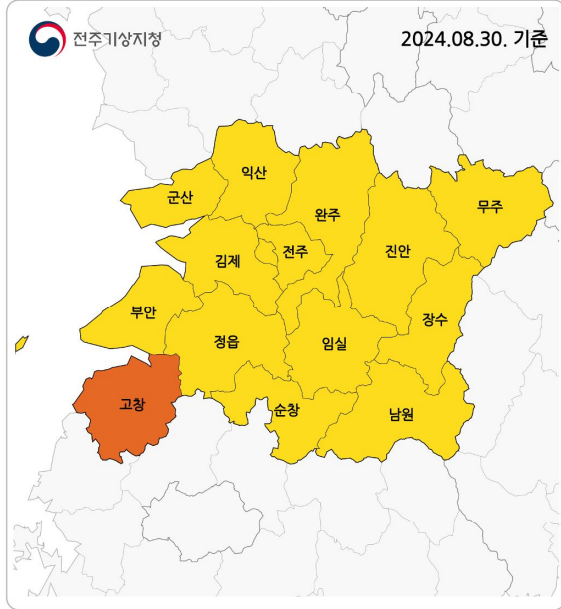 전주기상지청
2024.08.30. 기준
익산
군산
완주
무주
전주
진안
김제
부안
장수
정읍
임실
고창
순창
남원